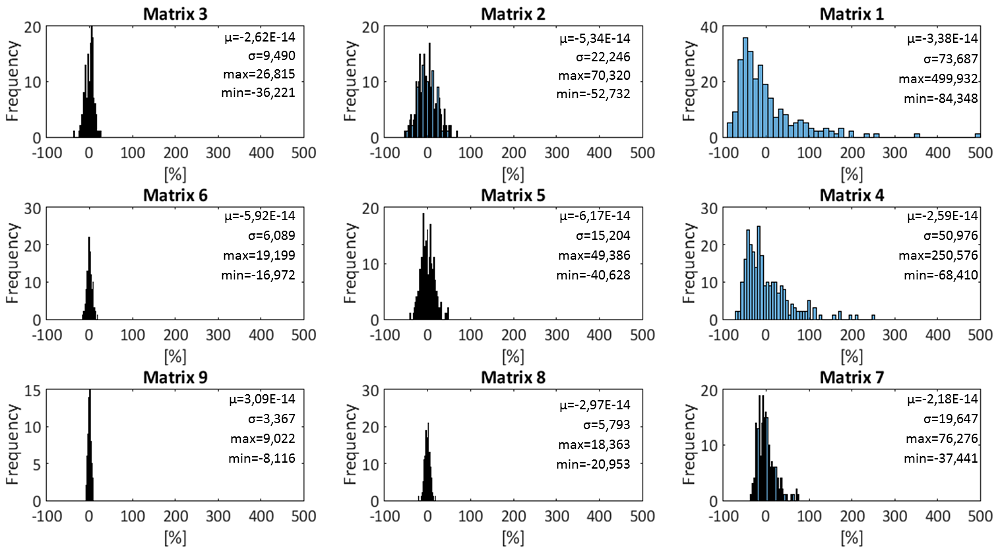 Matrix 3
Frequency
20
10
0
-100
0
100
200
300
400
500
[%]
μ=-2,62E-14
σ=9,490
max=26,815
min=-36,221
Matrix 2
Frequency
20
10
0
-100
0
100
200
300
400
500
[%]
μ=-5,34E-14
σ=22,246
max=70,320
min=-52,732
Matrix 1
Frequency
40
20
0
-100
0
100
200
300
400
500
[%]
μ=-3,38E-14
σ=73,687
max=499,932
min=-84,348
Matrix 6
Frequency
30
20
10
0
-100
0
100
200
300
400
500
[%]
μ=-5,92E-14
σ=6,089
max=19,199
min=-16,972
Matrix 5
Frequency
20
10
0
-100
0
100
200
300
400
500
[%]
μ=-6,17E-14
σ=15,204
max=49,386
min=-40,628
Matrix 4
Frequency
30
20
10
0
-100
0
100
200
300
400
500
[%]
μ=-2,59E-14
σ=50,976
max=250,576
min=-68,410
Matrix 9
Frequency
15
10
5
0
-100
0
100
200
300
400
500
[%]
μ=3,09E-14
σ=3,367
max=9,022
min=-8,116
Matrix 8
Frequency
30
20
10
0
-100
0
100
200
300
400
500
[%]
μ=-2,97E-14
σ=5,793
max=18,363
min=-20,953
Matrix 7
Frequency
20
10
0
-100
0
100
200
300
400
500
[%]
μ=-2,18E-14
σ=19,647
max=76,276
min=-37,441